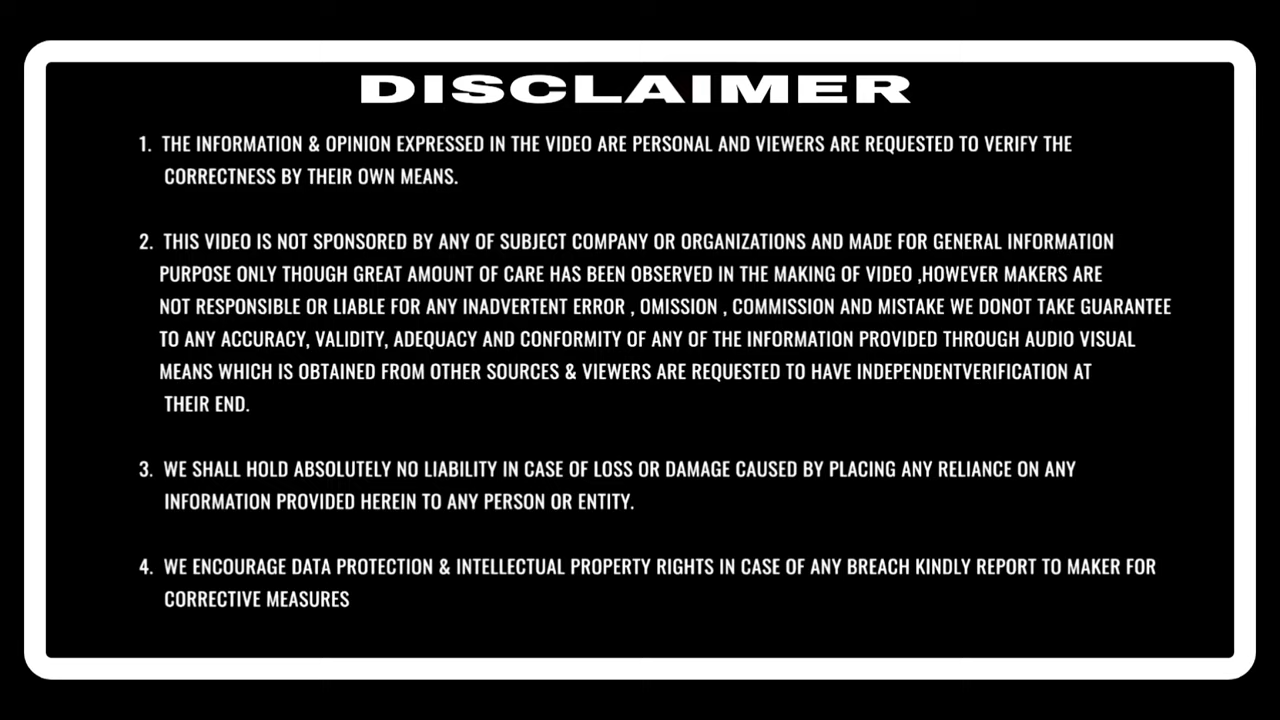 DISCLAIMER
1. THE INFORMATION & OPINION EXPRESSED IN THE VIDEO ARE PERSONAL AND VIEWERS ARE REQUESTED TO VERIFY THE
CORRECTNESS BY THEIR OWN MEANS.
2. THIS VIDEO IS NOT SPONSORED BY ANY OF SUBJECT COMPANY OR ORGANIZATIONS AND MADE FOR GENERAL INFORMATION
PURPOSE ONLY THOUGH GREAT AMOUNT OF CARE HAS BEEN OBSERVED IN THE MAKING OF VIDEO ,HOWEVER MAKERS ARE
NOT RESPONSIBLE OR LIABLE FOR ANY INADVERTENT ERROR , OMISSION , COMMISSION AND MISTAKE WE DONOT TAKE GUARANTEE
TO ANY ACCURACY, VALIDITY, ADEQUACY AND CONFORMITY OF ANY OF THE INFORMATION PROVIDED THROUGH AUDIO VISUAL
MEANS WHICH IS OBTAINED FROM OTHER SOURCES & VIEWERS ARE REQUESTED TO HAVE INDEPENDENTVERIFICATION AT
THEIR END.
3. WE SHALL HOLD ABSOLUTELY NO LIABILITY IN CASE OF LOSS OR DAMAGE CAUSED BY PLACING ANY RELIANCE ON ANY
INFORMATION PROVIDED HEREIN TO ANY PERSON OR ENTITY.
4. WE ENCOURAGE DATA PROTECTION & INTELLECTUAL PROPERTY RIGHTS IN CASE OF ANY BREACH KINDLY REPORT TO MAKER FOR
CORRECTIVE MEASURES